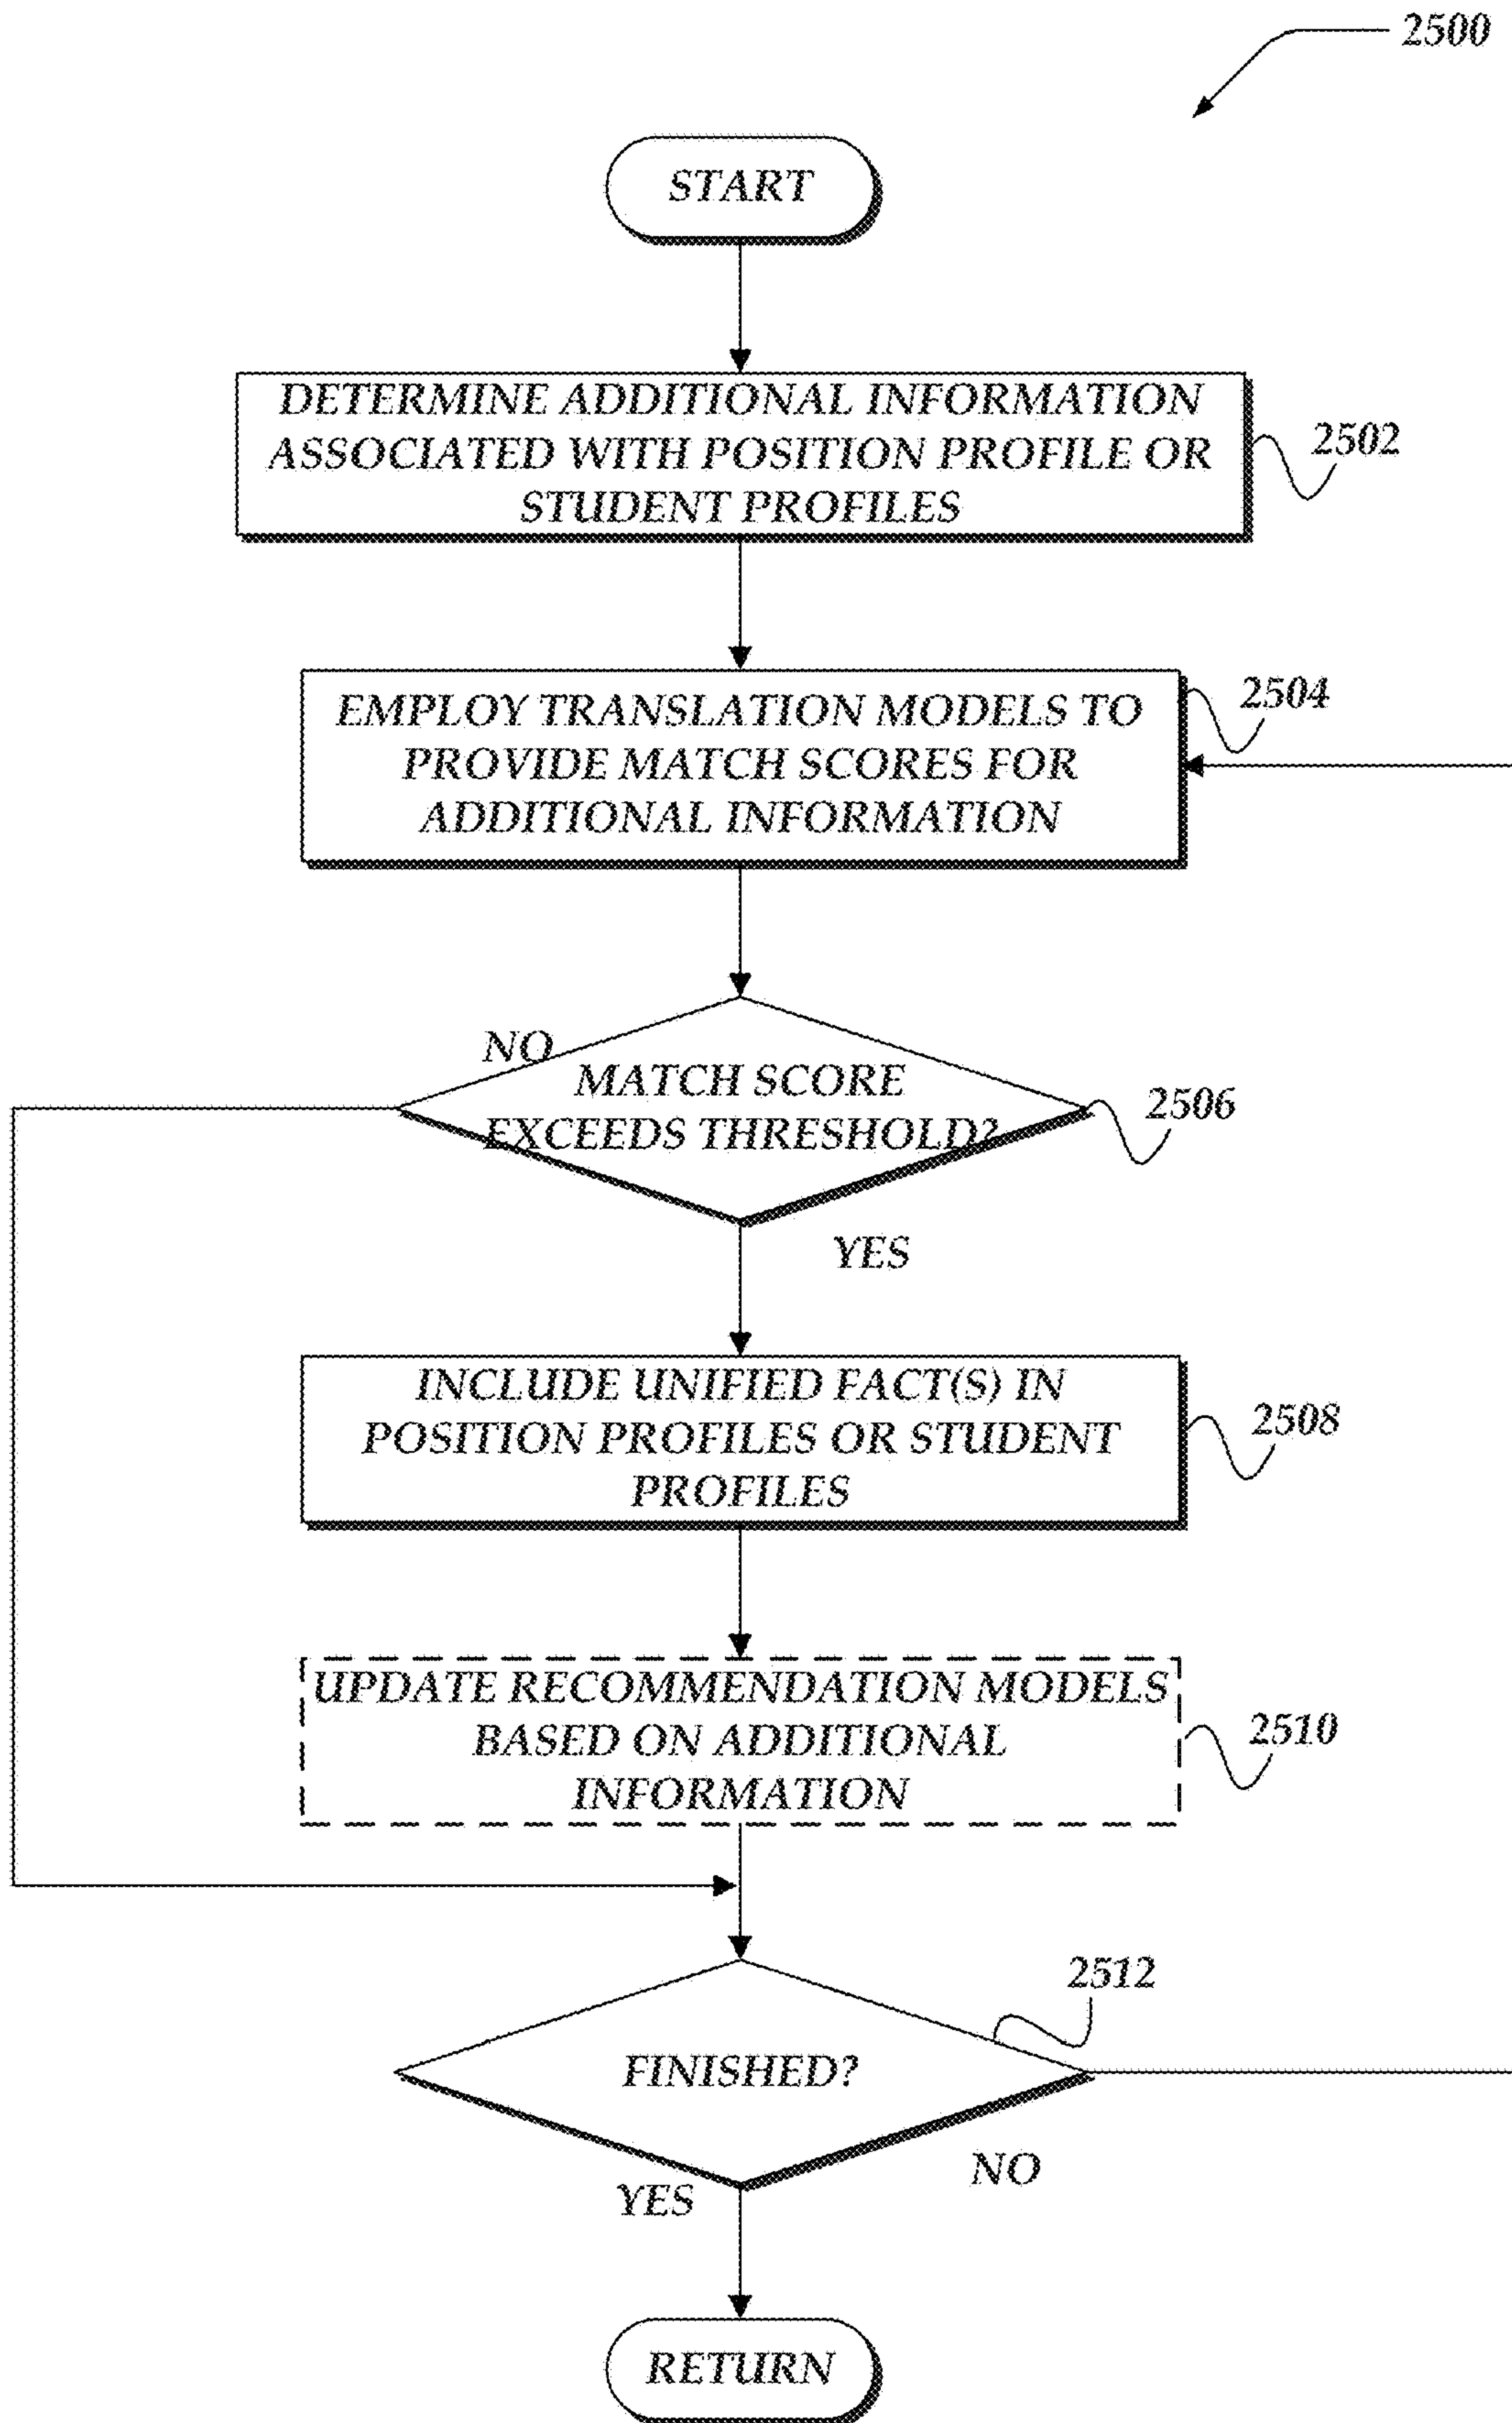 2500
START
DETERMINE ADDITIONAL INFORMATION
ASSOCIATED WITH POSITION PROFILE OR
STUDENT PROFILES
2502
EMPLOY TRANSLATION MODELS TO
PROVIDE MATCH SCORES FOR
ADDITIONAL INFORMATION
2504
NO
MATCH SCORE
EXCEEDS THRESHOLD?
2506
YES
INCLUDE UNIFIED FACT(S) IN
POSITION PROFILES OR STUDENT
PROFILES
2508
UPDATE RECOMMENDATION MODELS
BASED ON ADDITIONAL
INFORMATION
2510
2512
FINISHED?
NO
YES
RETURN